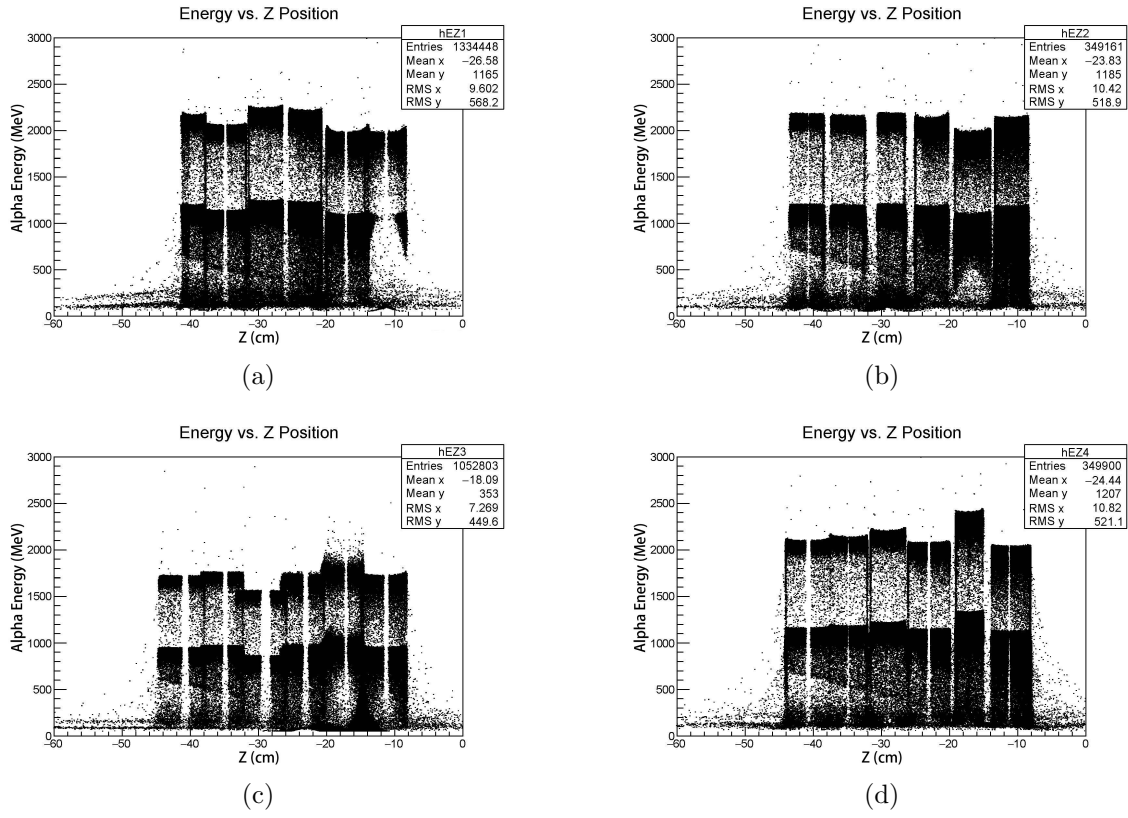 Energy vs. Z Position
hEZ1
Entries 1334448
Mean x −26.58
Mean y 1165
RMS x 9.602
RMS y 568.2
Alpha Energy (MeV)
3000
2500
2000
1500
1000
500
0
−60 −50 −40 −30 −20 −10 0
Z (cm)
(a)
Energy vs. Z Position
hEZ2
Entries 349161
Mean x −23.83
Mean y 1185
RMS x 10.42
RMS y 518.9
Alpha Energy (MeV)
3000
2500
2000
1500
1000
500
0
−60 −50 −40 −30 −20 −10 0
Z (cm)
(b)
Energy vs. Z Position
hEZ3
Entries 1052803
Mean x −18.09
Mean y 353
RMS x 7.269
RMS y 449.6
Alpha Energy (MeV)
3000
2500
2000
1500
1000
500
0
−60 −50 −40 −30 −20 −10 0
Z (cm)
(c)
Energy vs. Z Position
hEZ4
Entries 349900
Mean x −24.44
Mean y 1207
RMS x 10.82
RMS y 521.1
Alpha Energy (MeV)
3000
2500
2000
1500
1000
500
0
−60 −50 −40 −30 −20 −10 0
Z (cm)
(d)